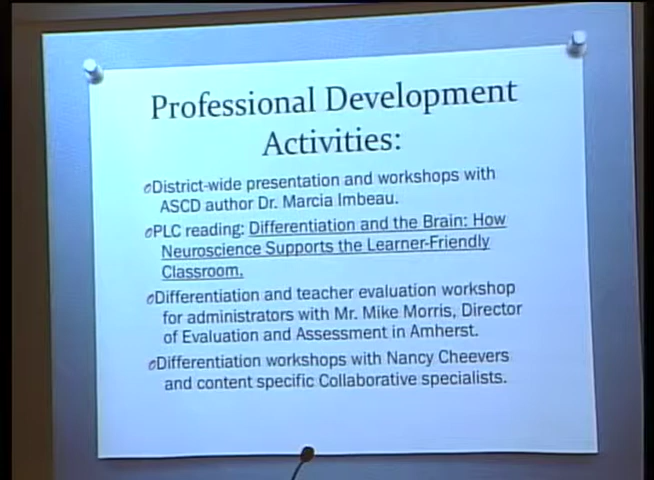 Professional Development
Activities:
District-wide presentation and workshops with
ASCD author Dr. Marcia Imbeau.
PLC reading: Differentiation and the Brain: How
Neuroscience Supports the Learner-Friendly
Classroom.
Differentiation and teacher evaluation workshop
for administrators with Mr. Mike Morris, Director
of Evaluation and Assessment in Amherst.
Differentiation workshops with Nancy Cheevers
and content specific Collaborative specialists.